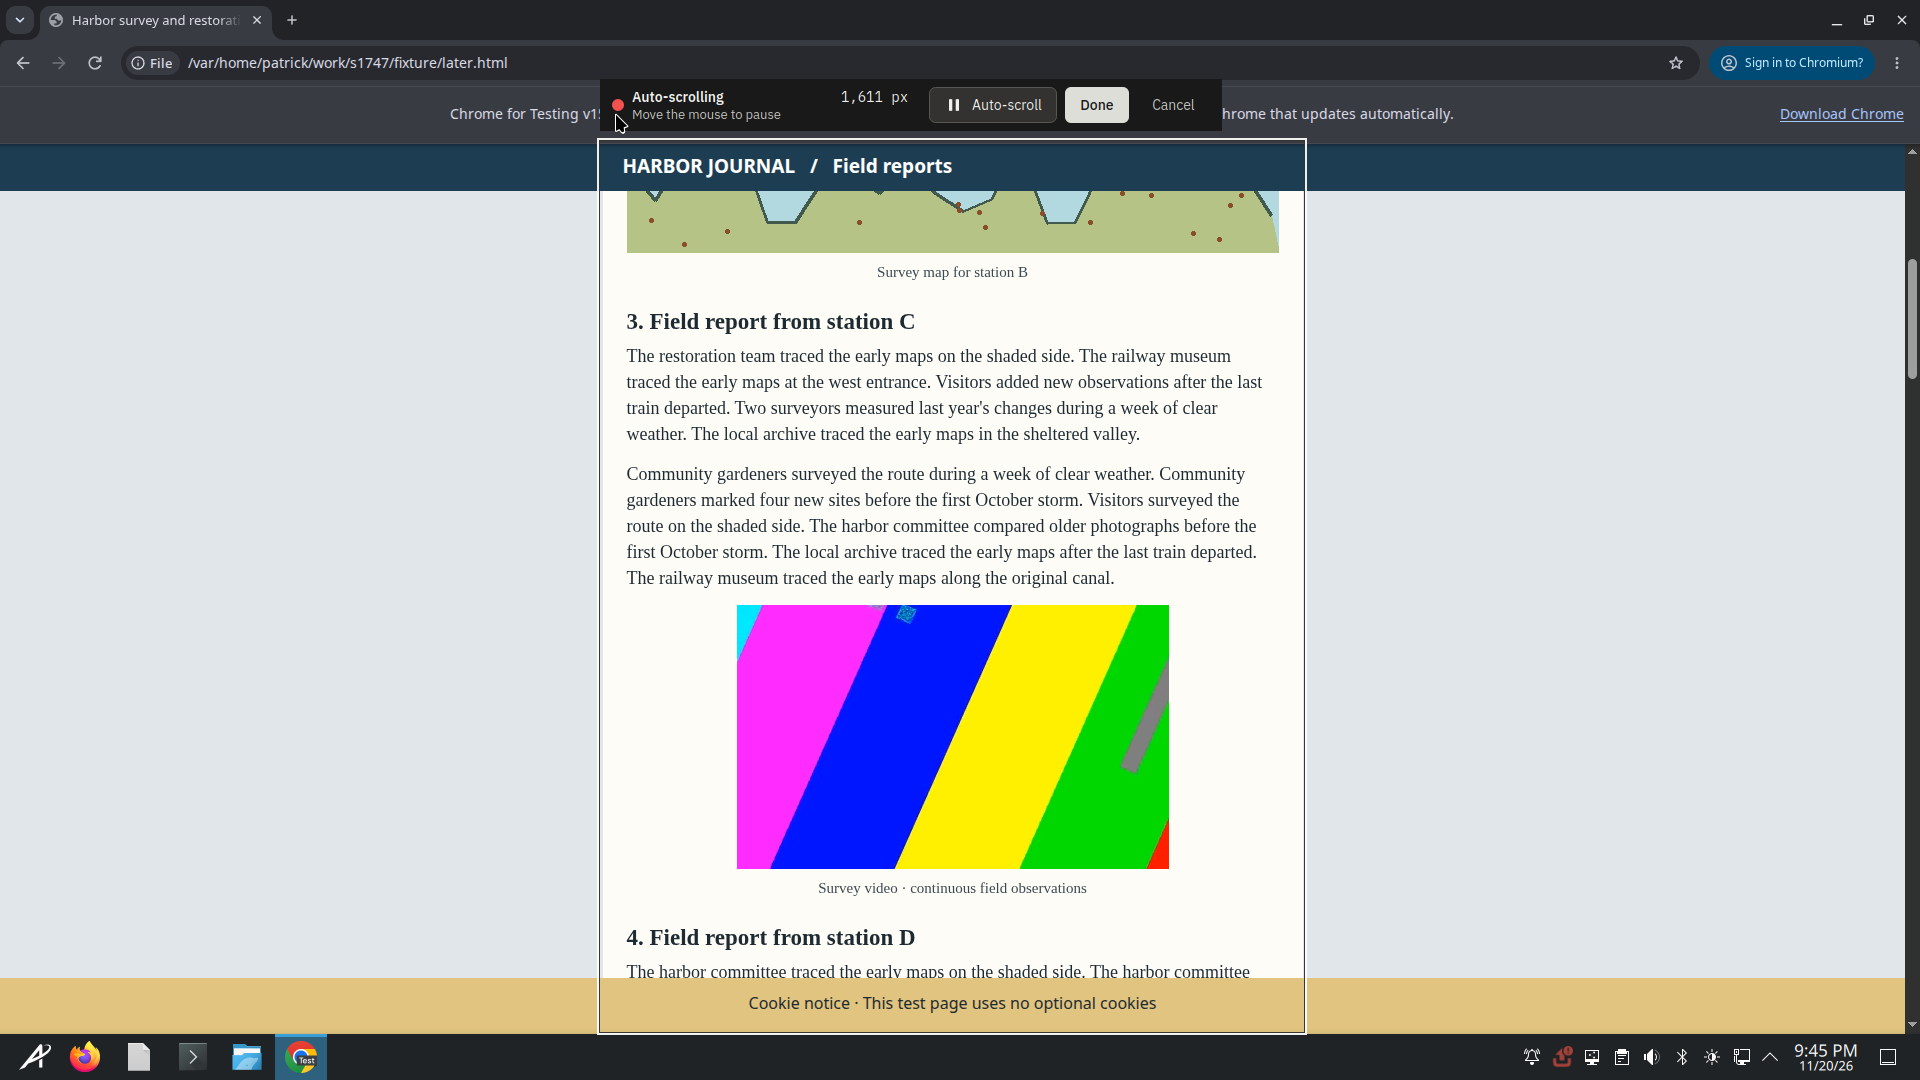 Harbor survey and restorat
File
/var/home/patrick/work/s1747/fixture/later.html
Sign in to Chromium?
Chrome for Testing v1
hrome that updates automatically.
Download Chrome
Auto-scrolling
Move the mouse to pause
1,611 px
Auto-scroll
Done
Cancel
HARBOR JOURNAL / Field reports
Survey map for station B
3. Field report from station C
The restoration team traced the early maps on the shaded side. The railway museum
traced the early maps at the west entrance. Visitors added new observations after the last
train departed. Two surveyors measured last year's changes during a week of clear
weather. The local archive traced the early maps in the sheltered valley.
Community gardeners surveyed the route during a week of clear weather. Community
gardeners marked four new sites before the first October storm. Visitors surveyed the
route on the shaded side. The harbor committee compared older photographs before the
first October storm. The local archive traced the early maps after the last train departed.
The railway museum traced the early maps along the original canal.
Survey video · continuous field observations
4. Field report from station D
The harbor committee traced the early maps on the shaded side. The harbor committee
Cookie notice · This test page uses no optional cookies
Test
9:45 PM
11/20/26